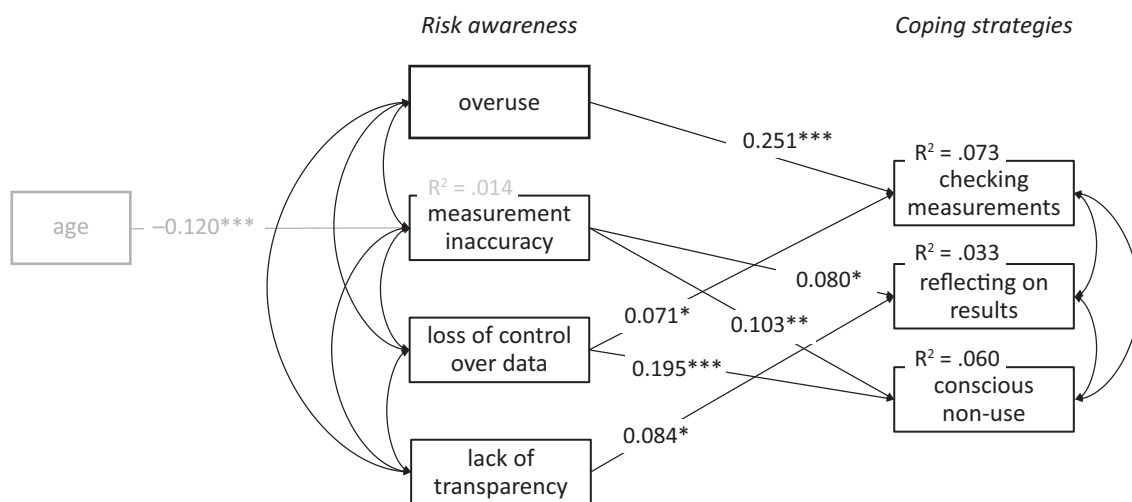 Risk awareness
Coping strategies
overuse
0.251***
R² = .073
checking
measurements
age
−0.120***
R² = .014
measurement
inaccuracy
0.080*
R² = .033
reflecting on
results
loss of control
over data
0.071*
0.103**
0.195***
R² = .060
conscious
non-use
lack of
transparency
0.084*